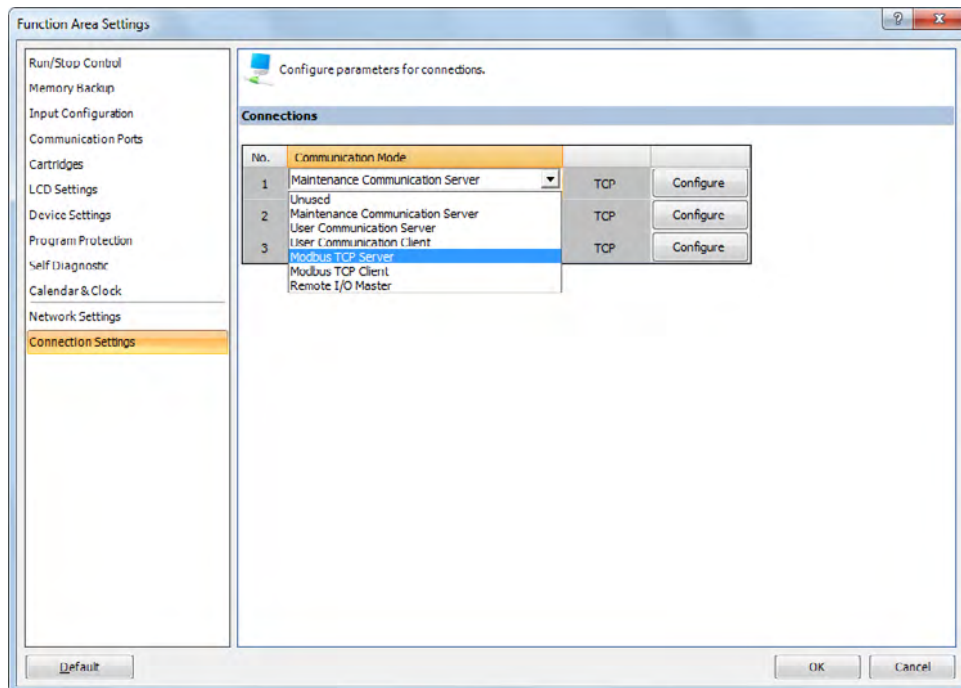 Function Area Settings
?
X
Run/Stop Control
Memory Backup
Input Configuration
Communication Ports
Cartridges
LCD Settings
Device Settings
Program Protection
Self Diagnostic
Calendar & Clock
Network Settings
Connection Settings
Configure parameters for connections.
Connections
No. Communication Mode
1 Maintenance Communication Server TCP Configure
Unused
2 Maintenance Communication Server TCP Configure
User Communication Server
3 User Communication Client TCP Configure
Modbus TCP Server
Modbus TCP Client
Remote I/O Master
Default
OK
Cancel